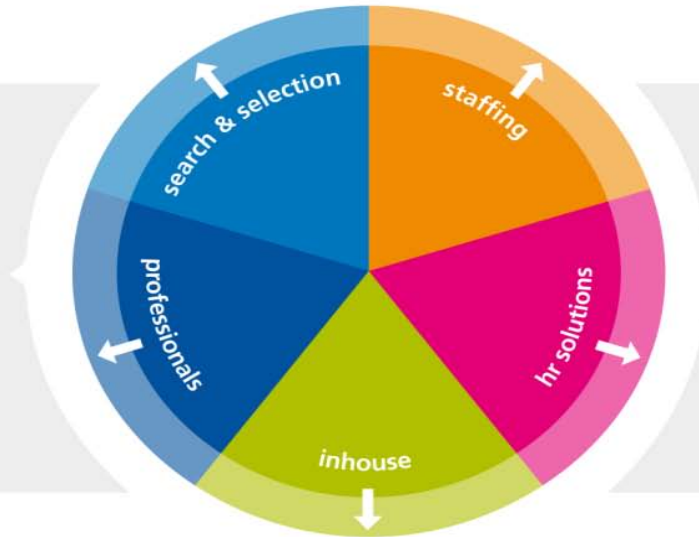 search & selection
staffing
professionals
hr solutions
inhouse